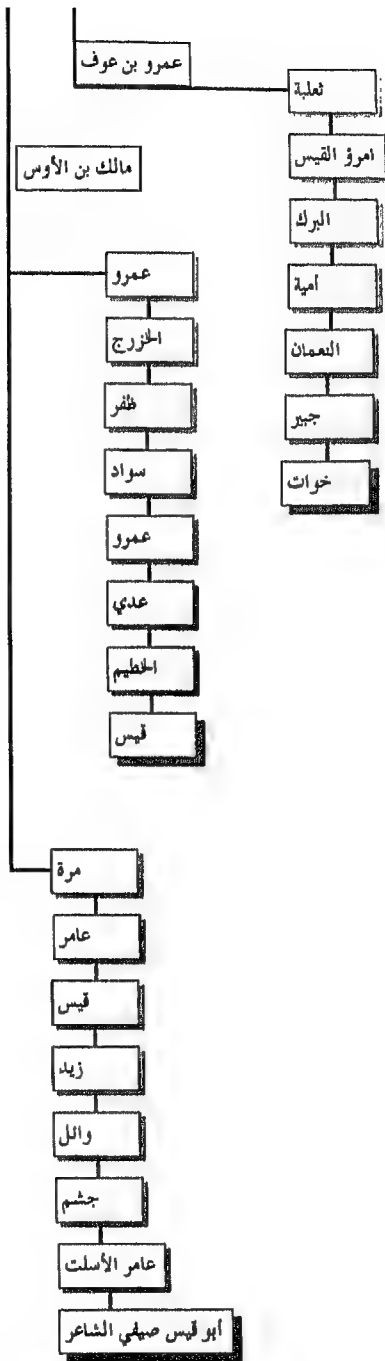 عمرو بن عوف
ثعلبة
امرؤ القيس
البرك
أمية
النعمان
جبير
خوات
مالك بن الأوس
عمرو
الخزرج
ظفر
سواد
عمرو
عدي
الخطيم
قيس
مرة
عامر
قيس
زيد
وائل
جشم
عامر الأسلت
أبو قيس صيفي الشاعر